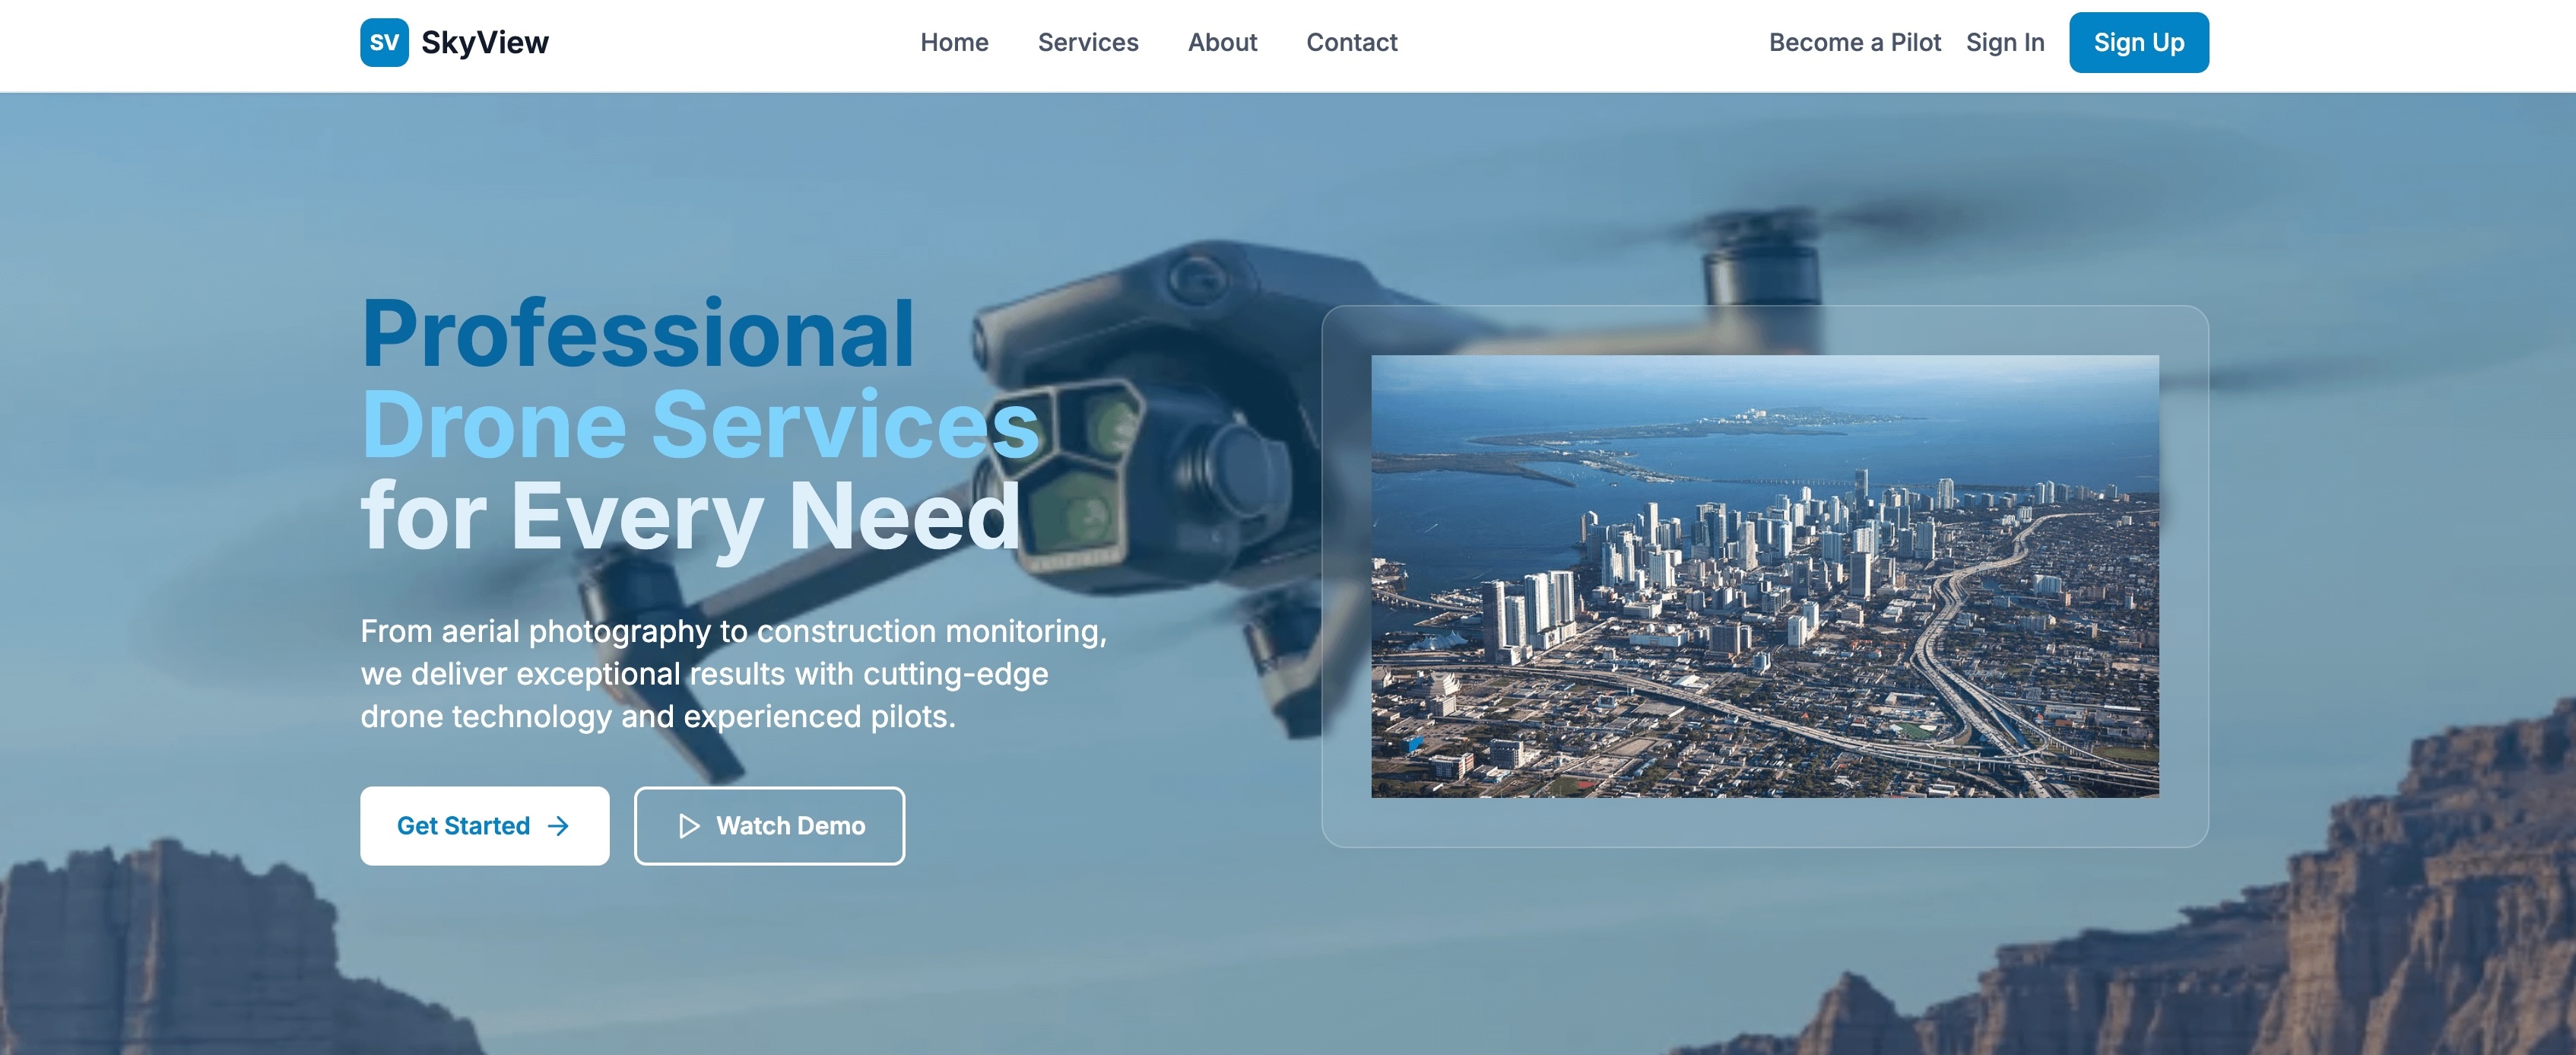 SV SkyView
Home Services About Contact
Become a Pilot Sign In Sign Up
Professional
Drone Services
for Every Need
From aerial photography to construction monitoring,
we deliver exceptional results with cutting-edge
drone technology and experienced pilots.
Get Started
Watch Demo